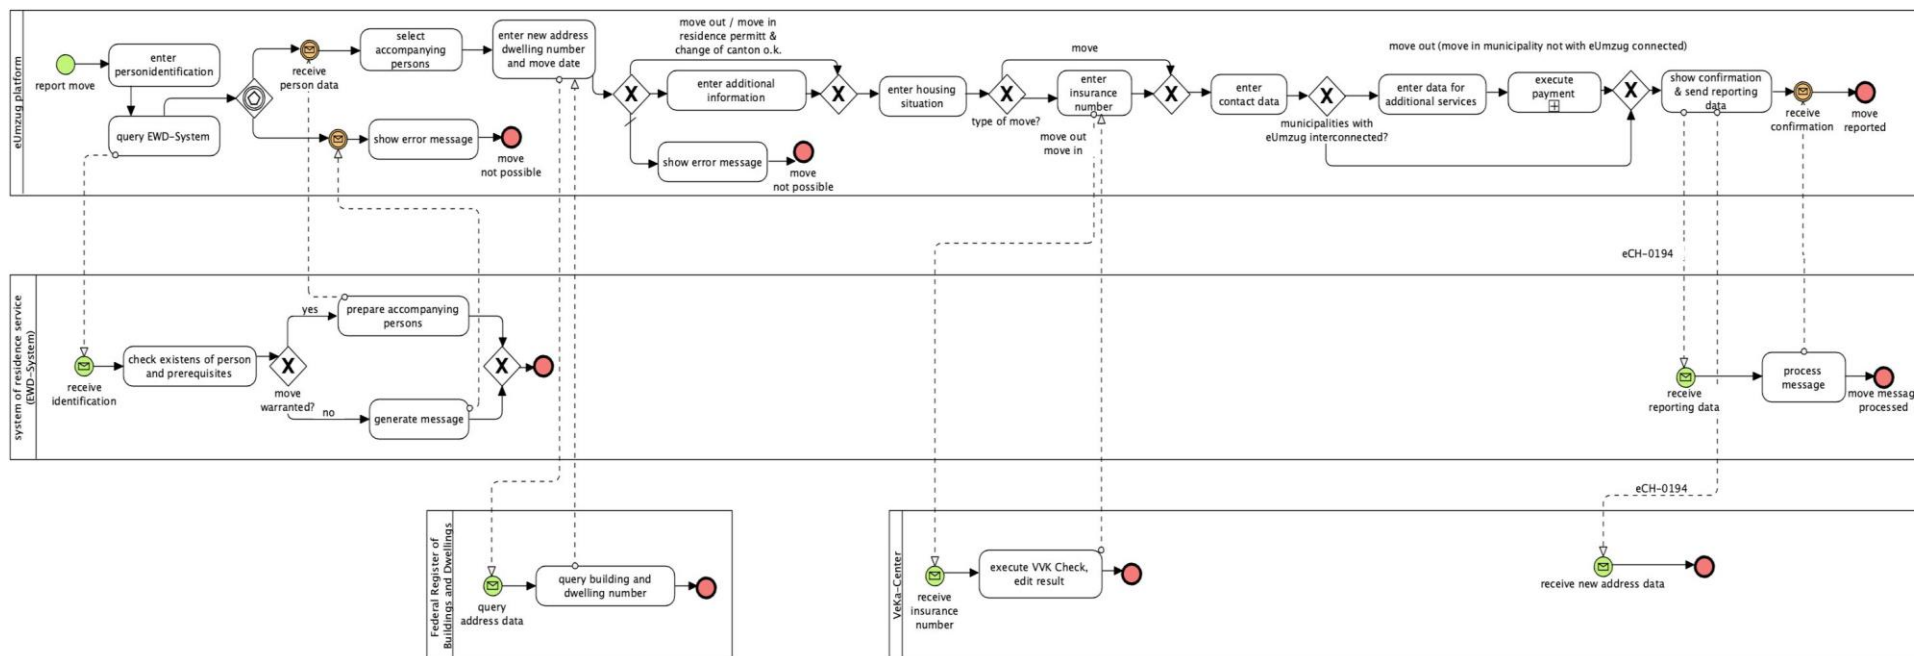 eUmzug platform
report move
enter
personidentification
query EWD-System
receive
person data
select
accompanying
persons
enter new address
dwelling number
and move date
show error message
move
not possible
move out / move in
residence permitt &
change of canton o.k.
X
enter additional
information
X
show error message
move
not possible
enter housing
situation
X
type of move?
move
enter
insurance
number
move out
move in
X
enter
contact data
X
municipalities with
eUmzug interconnected?
move out (move in municipality not with eUmzug connected)
enter data for
additional services
execute
payment
X
show confirmation
& send reporting
data
receive
confirmation
move
reported
eCH-0194
system of residence service
(EWD-System)
receive
identification
check existens of person
and prerequisites
X
move
warranted?
yes
no
prepare accompanying
persons
generate message
X
receive
reporting data
process
message
move messag
processed
eCH-0194
Federal Register of
Buildings and Dwellings
query
address data
query building and
dwelling number
VeKa-Center
receive
insurance
number
execute VVK Check,
edit result
receive new address data